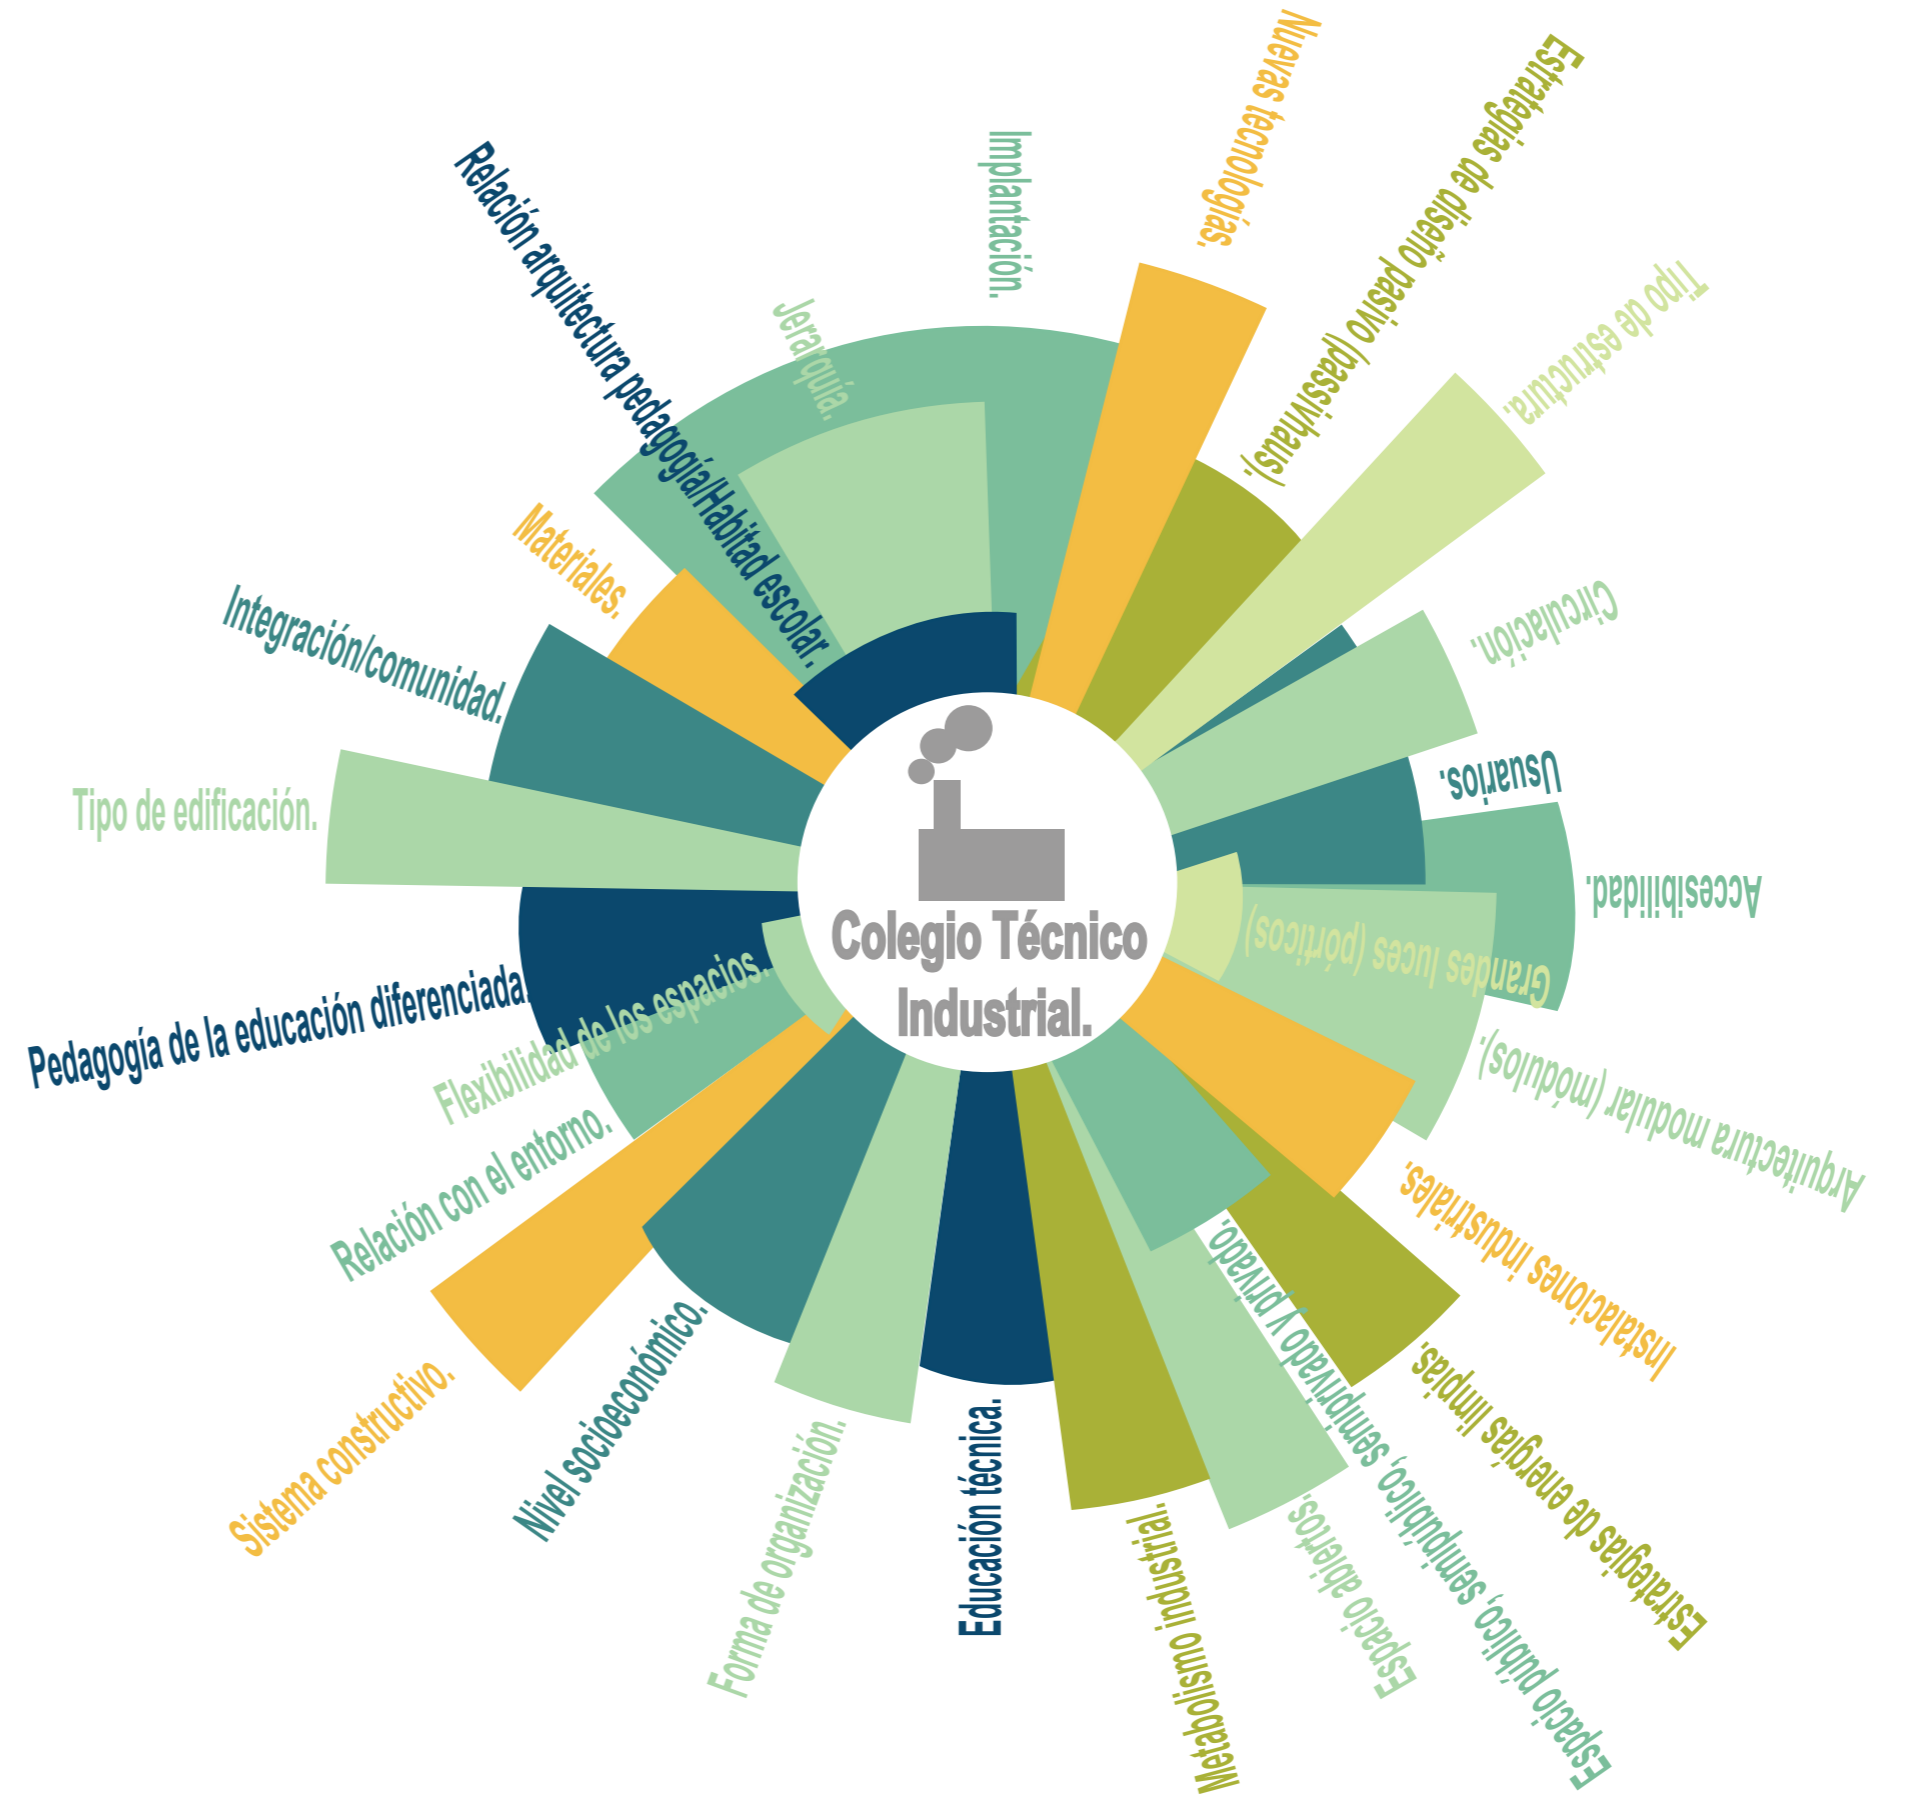 Implantación.
Nuevas tecnologías.
Estrategias de diseño pasivo (passivhaus).
Tipo de estructura.
Circulación.
Usuarios.
Accesibilidad.
Grandes luces (pórticos)
Arquitectura modular (módulos).
Instalaciones industriales.
Estrategias de energías limpias.
Espacio público, semipúblico, semiprivado y privado.
Espacio abiertos.
Metabolismo industrial.
Educación técnica.
Forma de organización.
Nivel socioeconómico.
Sistema constructivo.
Relación con el entorno.
Flexibilidad de los espacios.
Pedagogía de la educación diferenciada.
Tipo de edificación.
Integración/comunidad.
Materiales.
Relación arquitectura pedagogía/Habitad escolar.
Jerarquía.
Colegio Técnico
Industrial.